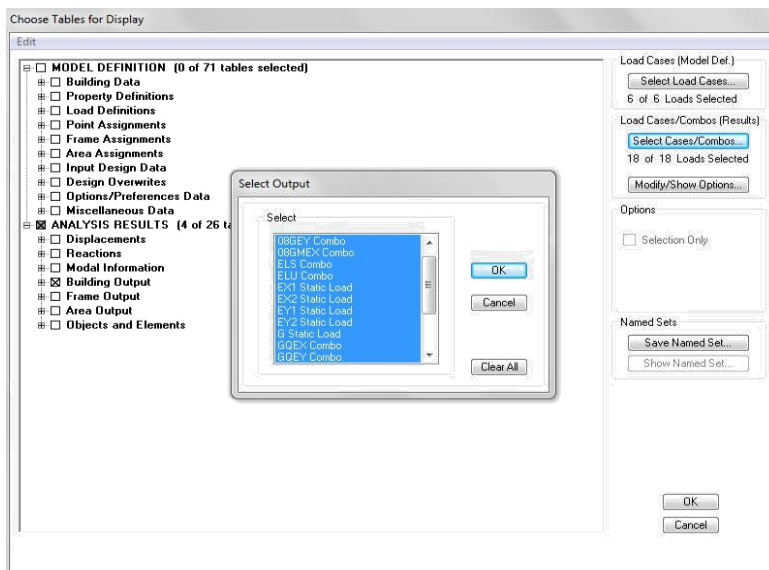 Choose Tables for Display
Edit
MODEL DEFINITION (0 of 71 tables selected)
Building Data
Property Definitions
Load Definitions
Point Assignments
Frame Assignments
Area Assignments
Input Design Data
Design Overwrites
Options/Preferences Data
Miscellaneous Data
ANALYSIS RESULTS (4 of 26 ta
Displacements
Reactions
Modal Information
Building Output
Frame Output
Area Output
Objects and Elements
Select Output
Select
08GEY Combo
08GMEX Combo
ELS Combo
ELU Combo
EX1 Static Load
EX2 Static Load
EY1 Static Load
EY2 Static Load
G Static Load
GQEX Combo
GQEY Combo
OK
Cancel
Clear All
Load Cases (Model Def.)
Select Load Cases...
6 of 6 Loads Selected
Load Cases/Combos (Results)
Select Cases/Combos...
18 of 18 Loads Selected
Modify/Show Options...
Options
Selection Only
Named Sets
Save Named Set...
Show Named Set...
OK
Cancel